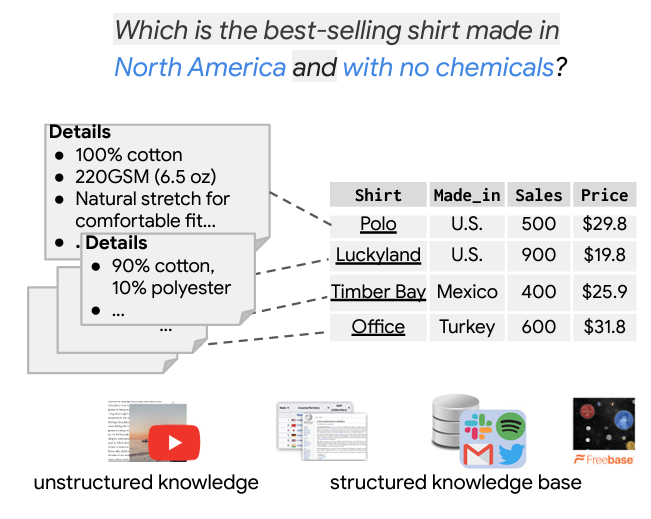 Which is the best-selling shirt made in
North America and with no chemicals?
Details
● 100% cotton
● 220GSM (6.5 oz)
● Natural stretch for
comfortable fit...
● .
Details
● 90% cotton,
10% polyester
● ...
...
Shirt Made_in Sales Price
Polo U.S. 500 $29.8
Luckyland U.S. 900 $19.8
Timber Bay Mexico 400 $25.9
Office Turkey 600 $31.8
Freebase
unstructured knowledge
structured knowledge base